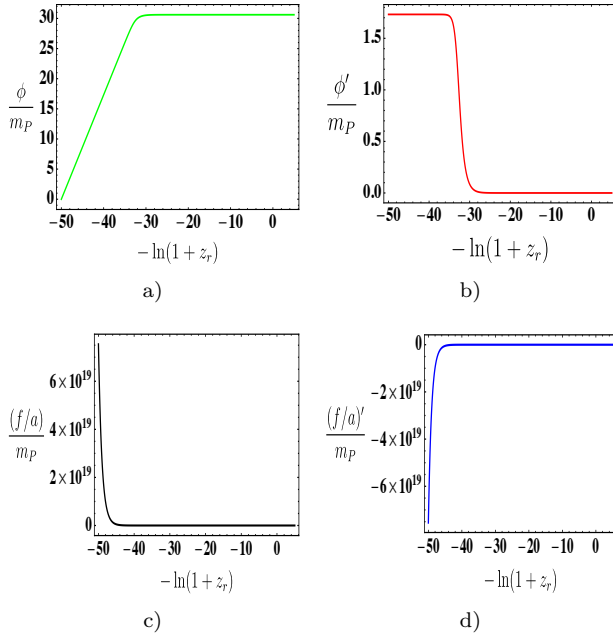 30
25
20
15
10
5
0
ϕ
m_P
−50 −40 −30 −20 −10 0
− ln(1 + z_r)
a)
1.5
1.0
0.5
0.0
ϕ′
m_P
−50 −40 −30 −20 −10 0
− ln(1 + z_r)
b)
6×10^19
4×10^19
2×10^19
0
(f/a)
m_P
−50 −40 −30 −20 −10 0
− ln(1 + z_r)
c)
0
−2×10^19
−4×10^19
−6×10^19
(f/a)′
m_P
−50 −40 −30 −20 −10 0
− ln(1 + z_r)
d)